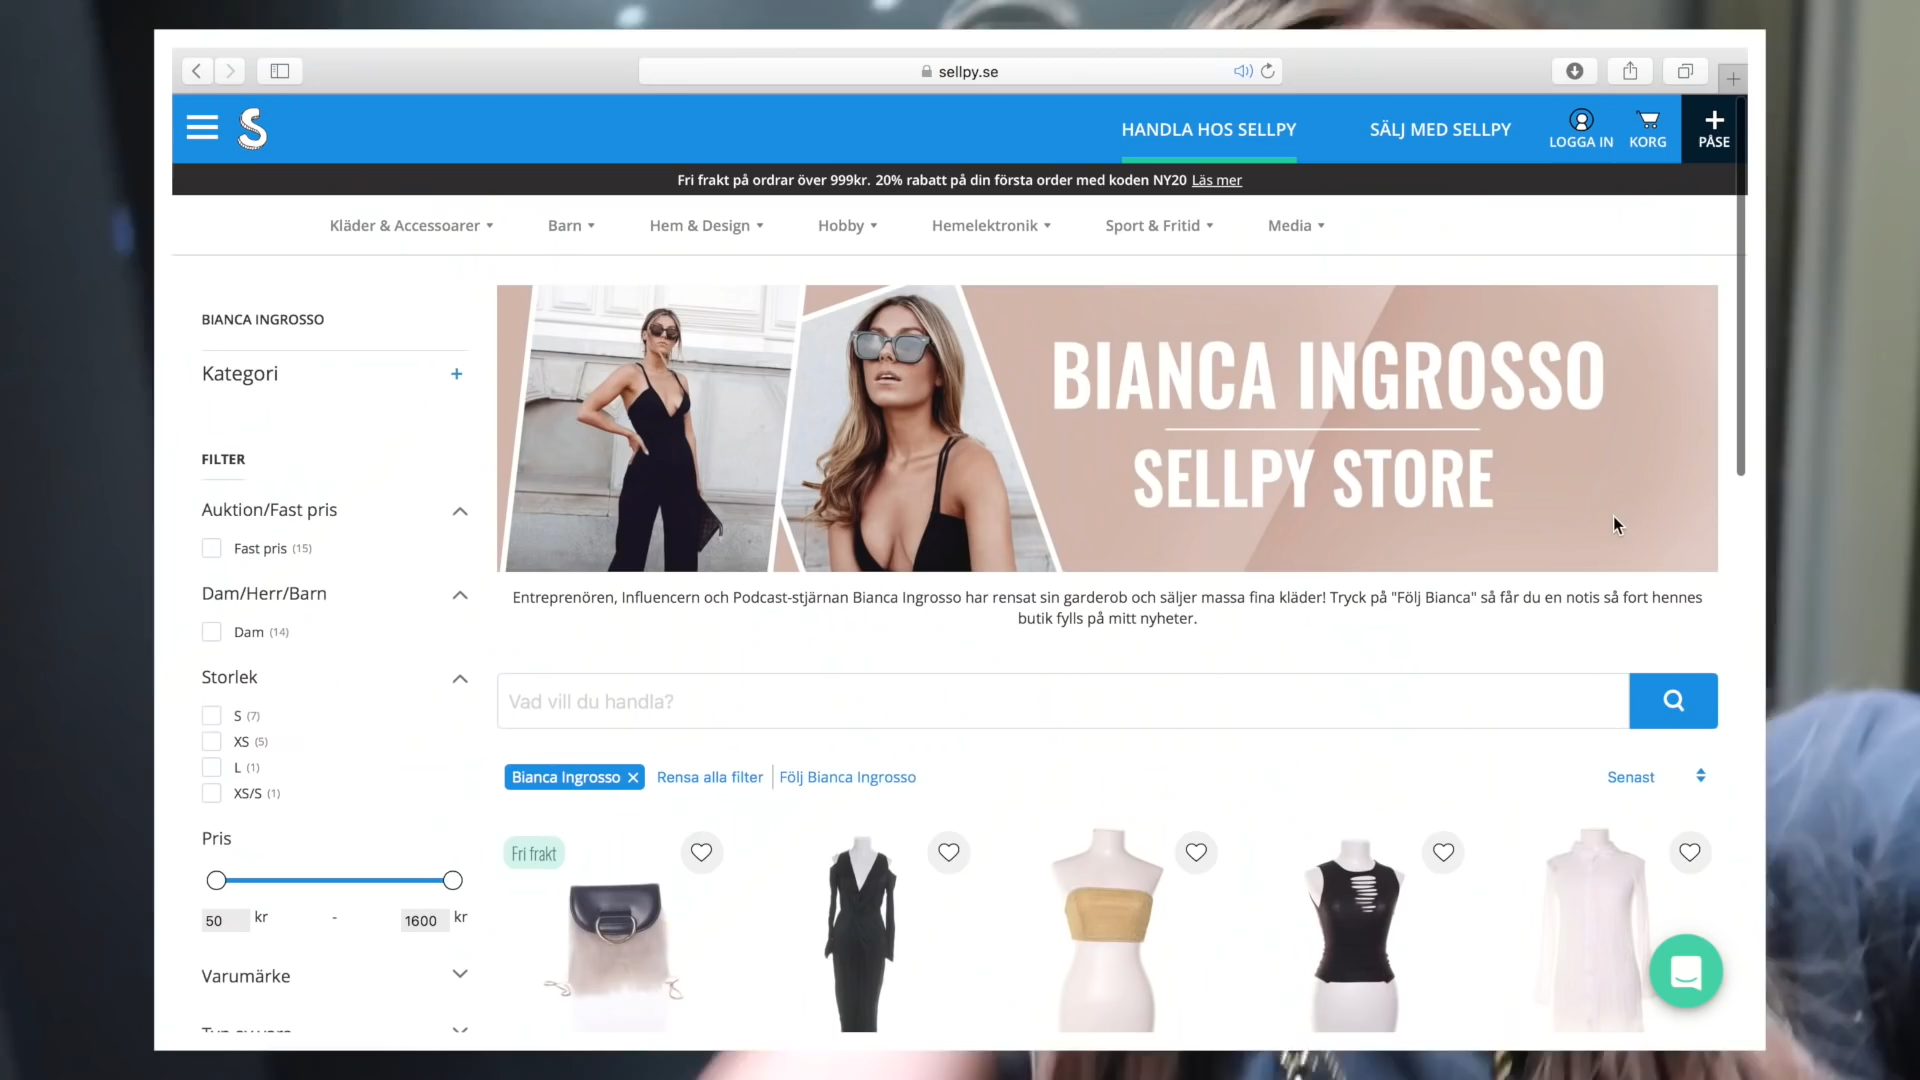 sellpy.se
HANDLA HOS SELLPY
SÄLJ MED SELLPY
LOGGA IN
KORG
PÅSE
Fri frakt på ordrar över 999kr. 20% rabatt på din första order med koden NY20 Läs mer
Kläder & Accessoarer
Barn
Hem & Design
Hobby
Hemelektronik
Sport & Fritid
Media
BIANCA INGROSSO
Kategori
FILTER
Auktion/Fast pris
Fast pris (15)
Dam/Herr/Barn
Dam (14)
Storlek
S (7)
XS (5)
L (1)
XS/S (1)
Pris
50 kr - 1600 kr
Varumärke
BIANCA INGROSSO
SELLPY STORE
Entreprenören, Influencern och Podcast-stjärnan Bianca Ingrosso har rensat sin garderob och säljer massa fina kläder! Tryck på "Följ Bianca" så får du en notis så fort hennes
butik fylls på mitt nyheter.
Vad vill du handla?
Bianca Ingrosso
Rensa alla filter
Följ Bianca Ingrosso
Senast
Fri frakt